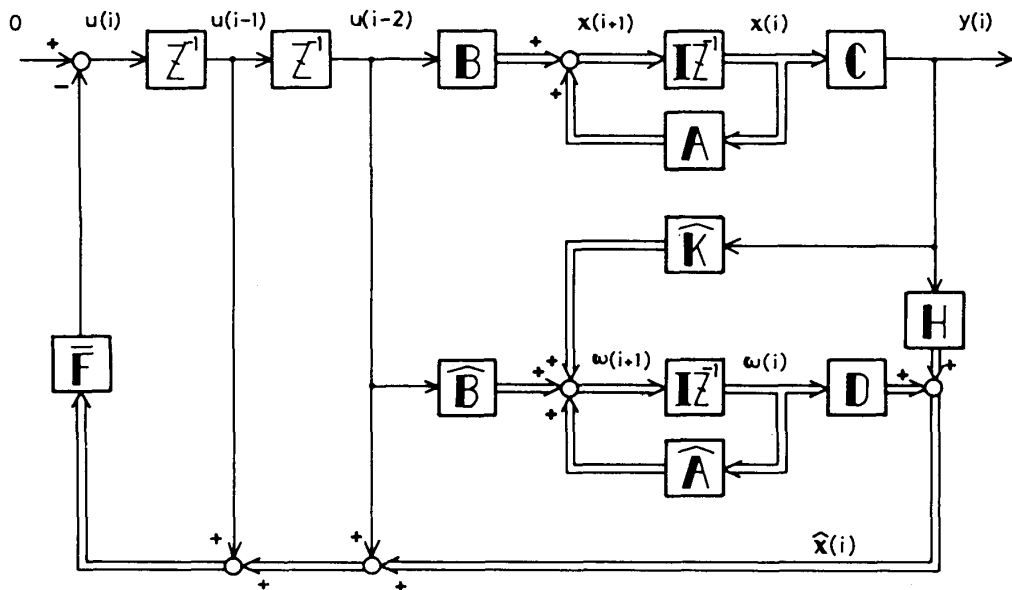 0 u(i) u(i-1) u(i-2) x(i+1) x(i) y(i)
+ − Z⁻¹ Z⁻¹ B + + IZ⁻¹ C
A
K̂
H
F̄ B̂ + + + ω(i+1) IZ⁻¹ ω(i) D + +
Â
x̂(i)
+ + + +